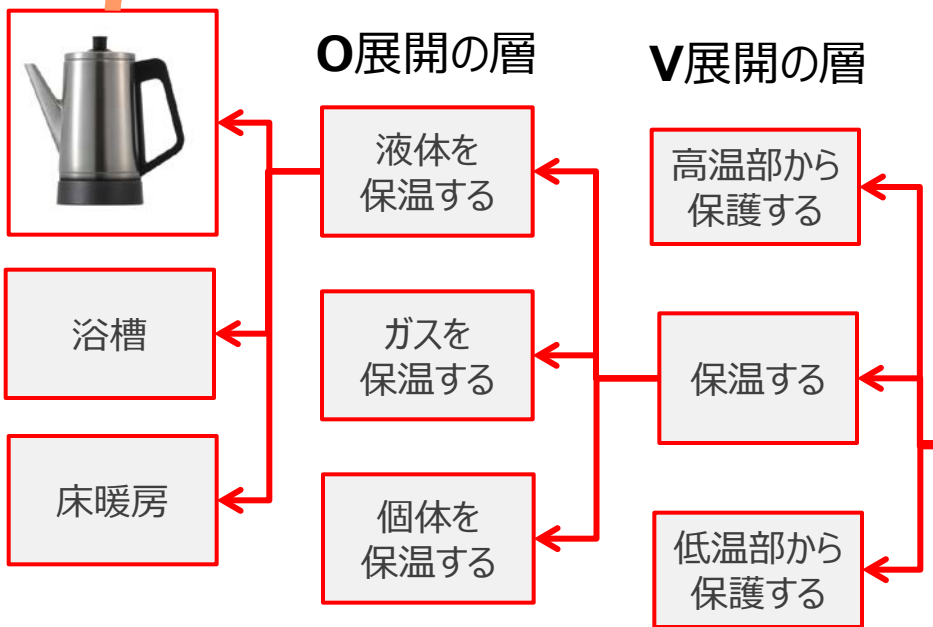 O展開の層
V展開の層
液体を
保温する
高温部から
保護する
浴槽
ガスを
保温する
保温する
床暖房
個体を
保温する
低温部から
保護する